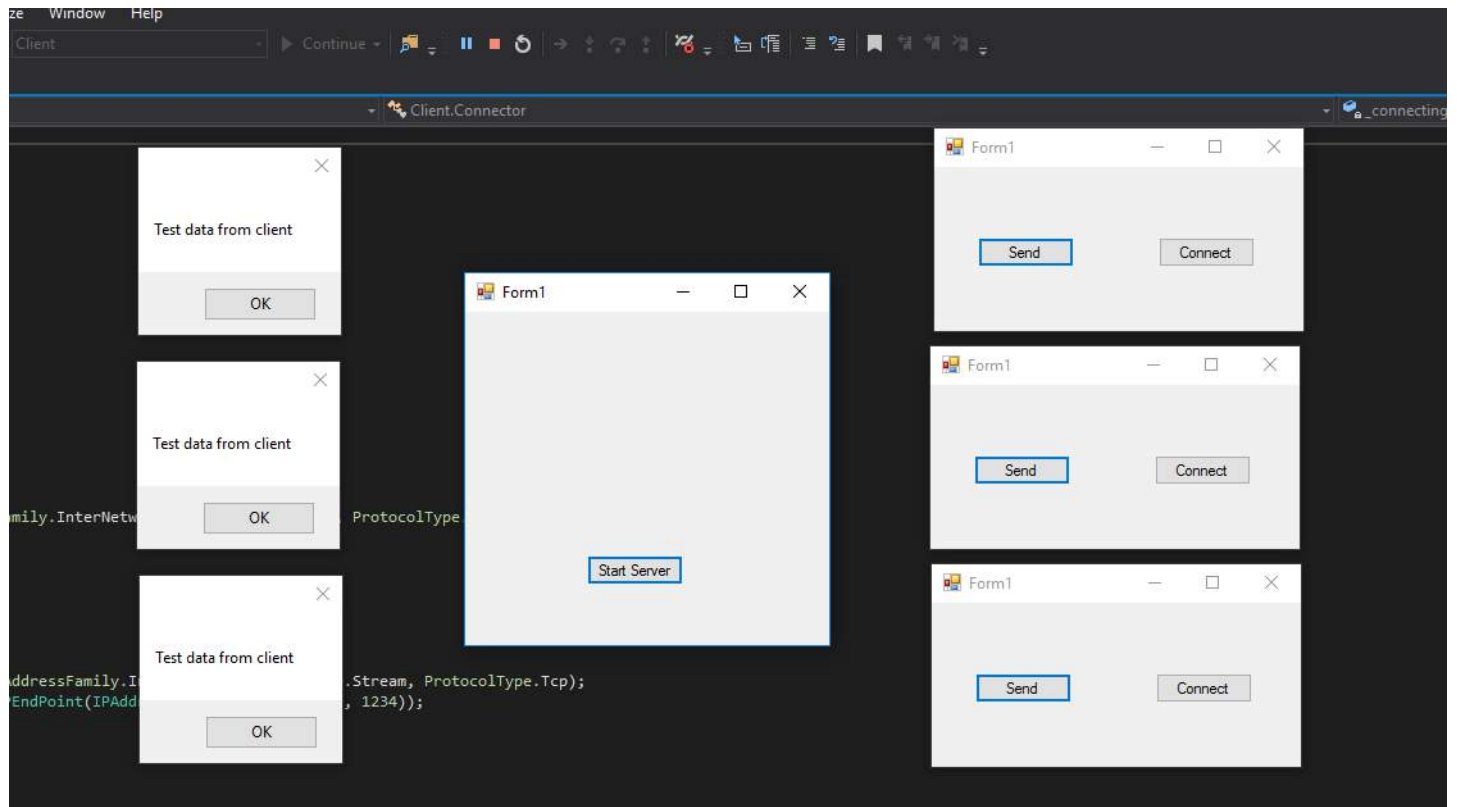 ze Window Help
Client Continue
Client.Connector _connecting
Form1
Test data from client
Send Connect
OK
Form1
Form1
Test data from client
Send Connect
OK
mily.InterNetw , ProtocolType.
Start Server
Form1
Test data from client
AddressFamily.I .Stream, ProtocolType.Tcp);
Send Connect
EndPoint(IPAdd , 1234));
OK